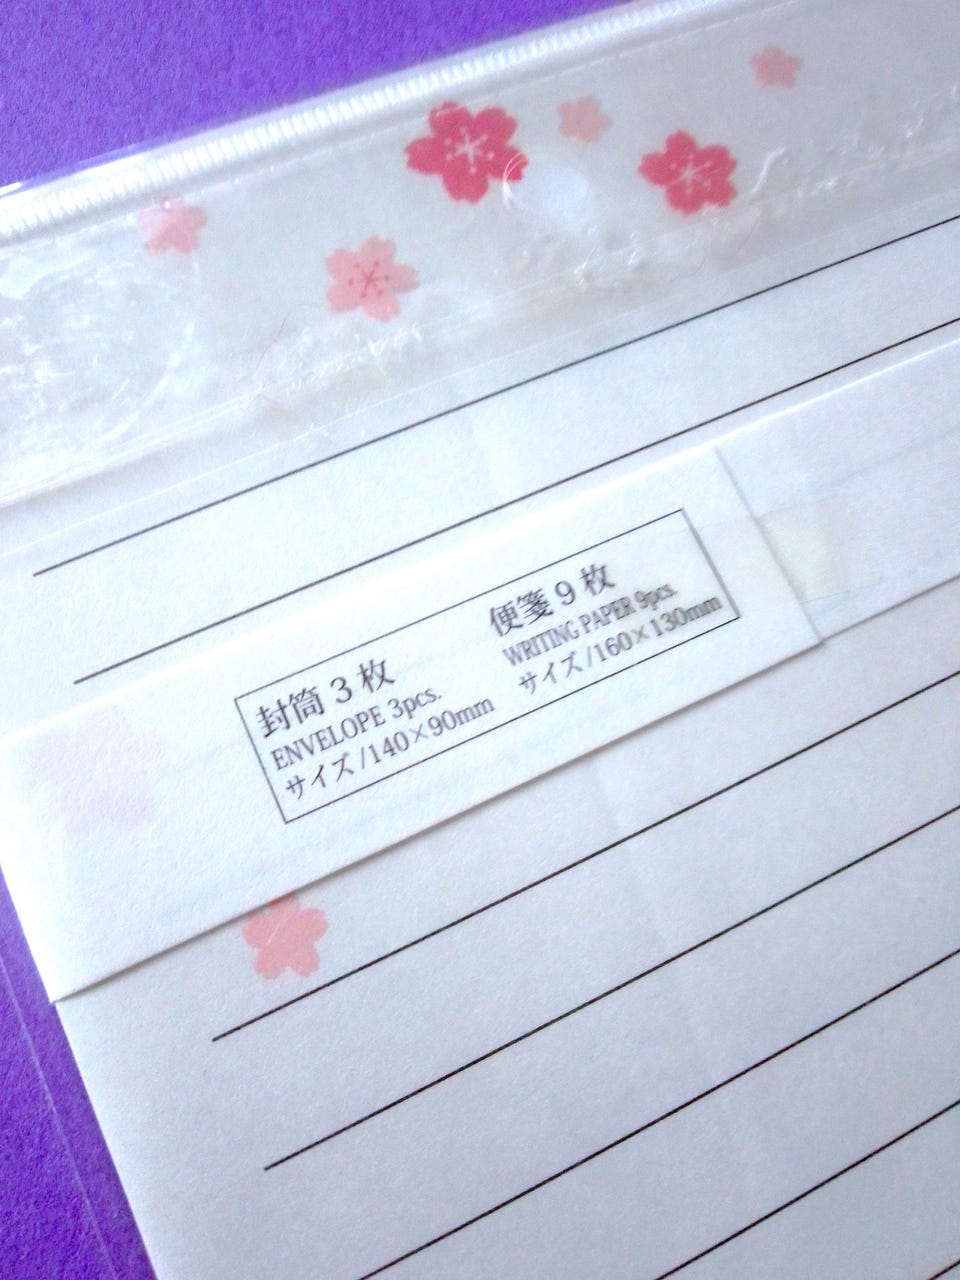 封筒3枚
ENVELOPE 3pcs.
サイズ/140×90mm
便箋9枚
WRITING PAPER 9pcs.
サイズ/160×130mm